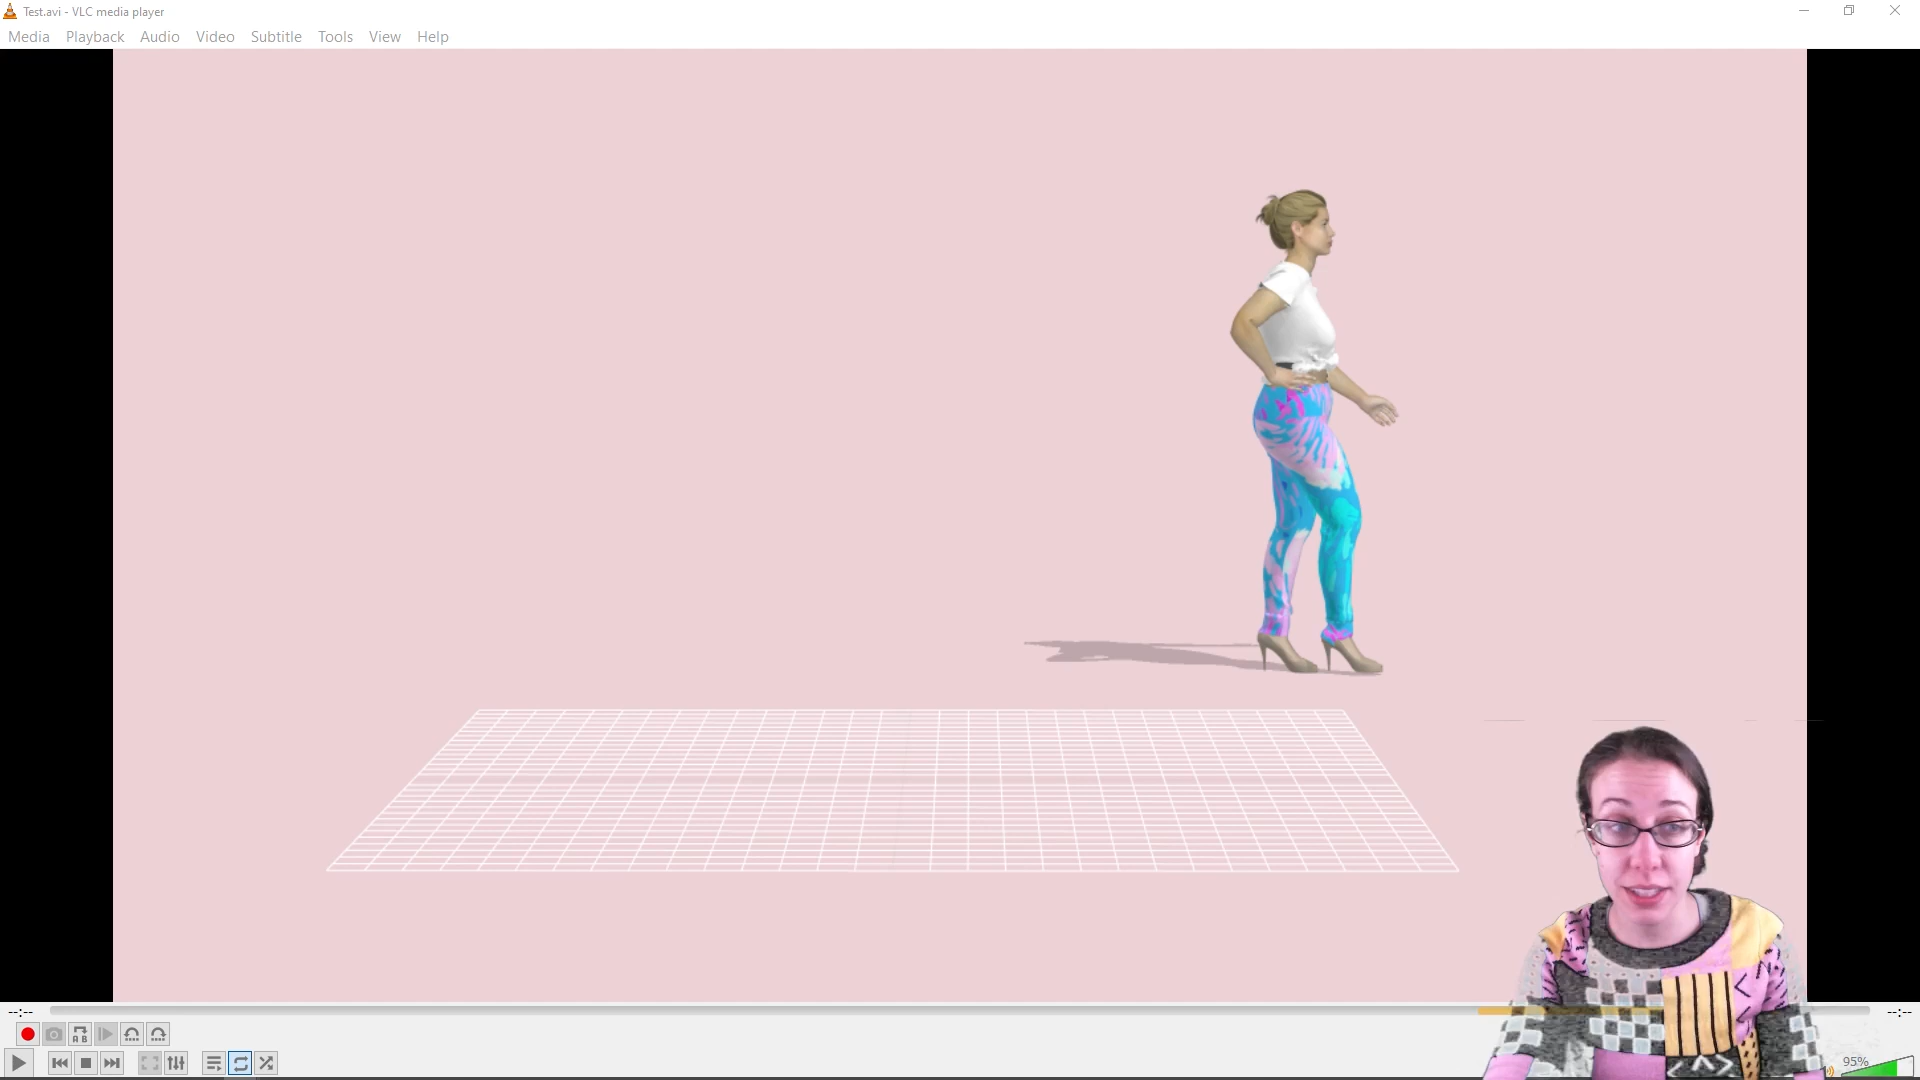 Test.avi - VLC media player
Media Playback Audio Video Subtitle Tools View Help
--:-- --:--
A B
95%